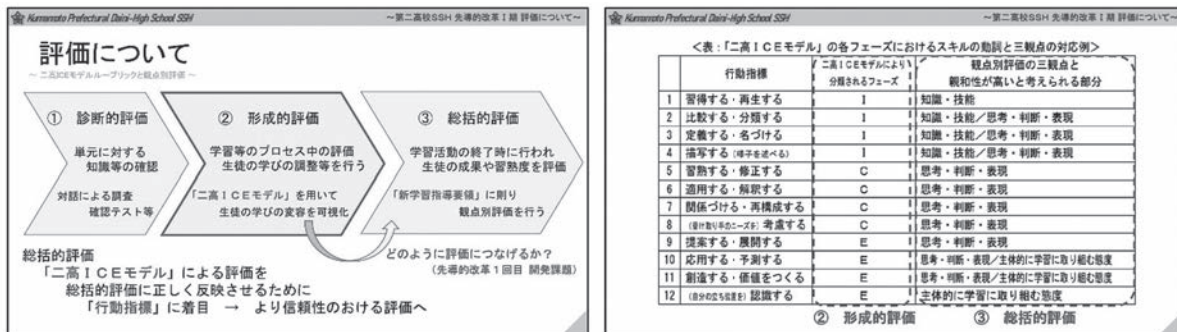 Kumamoto Prefectural Daini-High School SSH
~第二高校SSH 先導的改革Ⅰ期 評価について~
評価について
~ 二高ICEモデルルーブリックと観点別評価 ~
① 診断的評価
単元に対する
知識等の確認
対話による調査
確認テスト等
② 形成的評価
学習等のプロセス中の評価
生徒の学びの調整等を行う
「二高ICEモデル」を用いて
生徒の学びの変容を可視化
③ 総括的評価
学習活動の終了時に行われ
生徒の成果や習熟度を評価
「新学習指導要領」に則り
観点別評価を行う
どのように評価につなげるか?
(先導的改革1回目 開発課題)
総括的評価
「二高ICEモデル」による評価を
総括的評価に正しく反映させるために
「行動指標」に着目 → より信頼性のおける評価へ
Kumamoto Prefectural Daini-High School SSH
~第二高校SSH 先導的改革Ⅰ期 評価について~
<表:「二高ICEモデル」の各フェーズにおけるスキルの動詞と三観点の対応例>
行動指標
二高ICEモデルにより
分類されるフェーズ
観点別評価の三観点と
親和性が高いと考えられる部分
1 習得する・再生する I 知識・技能
2 比較する・分類する I 知識・技能/思考・判断・表現
3 定義する・名づける I 知識・技能/思考・判断・表現
4 描写する(様子を述べる) I 知識・技能/思考・判断・表現
5 習熟する・修正する C 思考・判断・表現
6 適用する・解釈する C 思考・判断・表現
7 関係づける・再構成する C 思考・判断・表現
8 (受け取り手のニーズを)考慮する C 思考・判断・表現
9 提案する・展開する E 思考・判断・表現
10 応用する・予測する E 思考・判断・表現/主体的に学習に取り組む態度
11 創造する・価値をつくる E 思考・判断・表現/主体的に学習に取り組む態度
12 (自分の立ち位置を)認識する E 主体的に学習に取り組む態度
② 形成的評価
③ 総括的評価